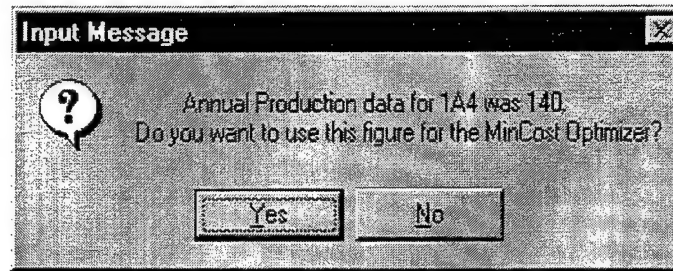 Input Message
Annual Production data for 1A4 was 140.
Do you want to use this figure for the MinCost Optimizer?
Yes
No